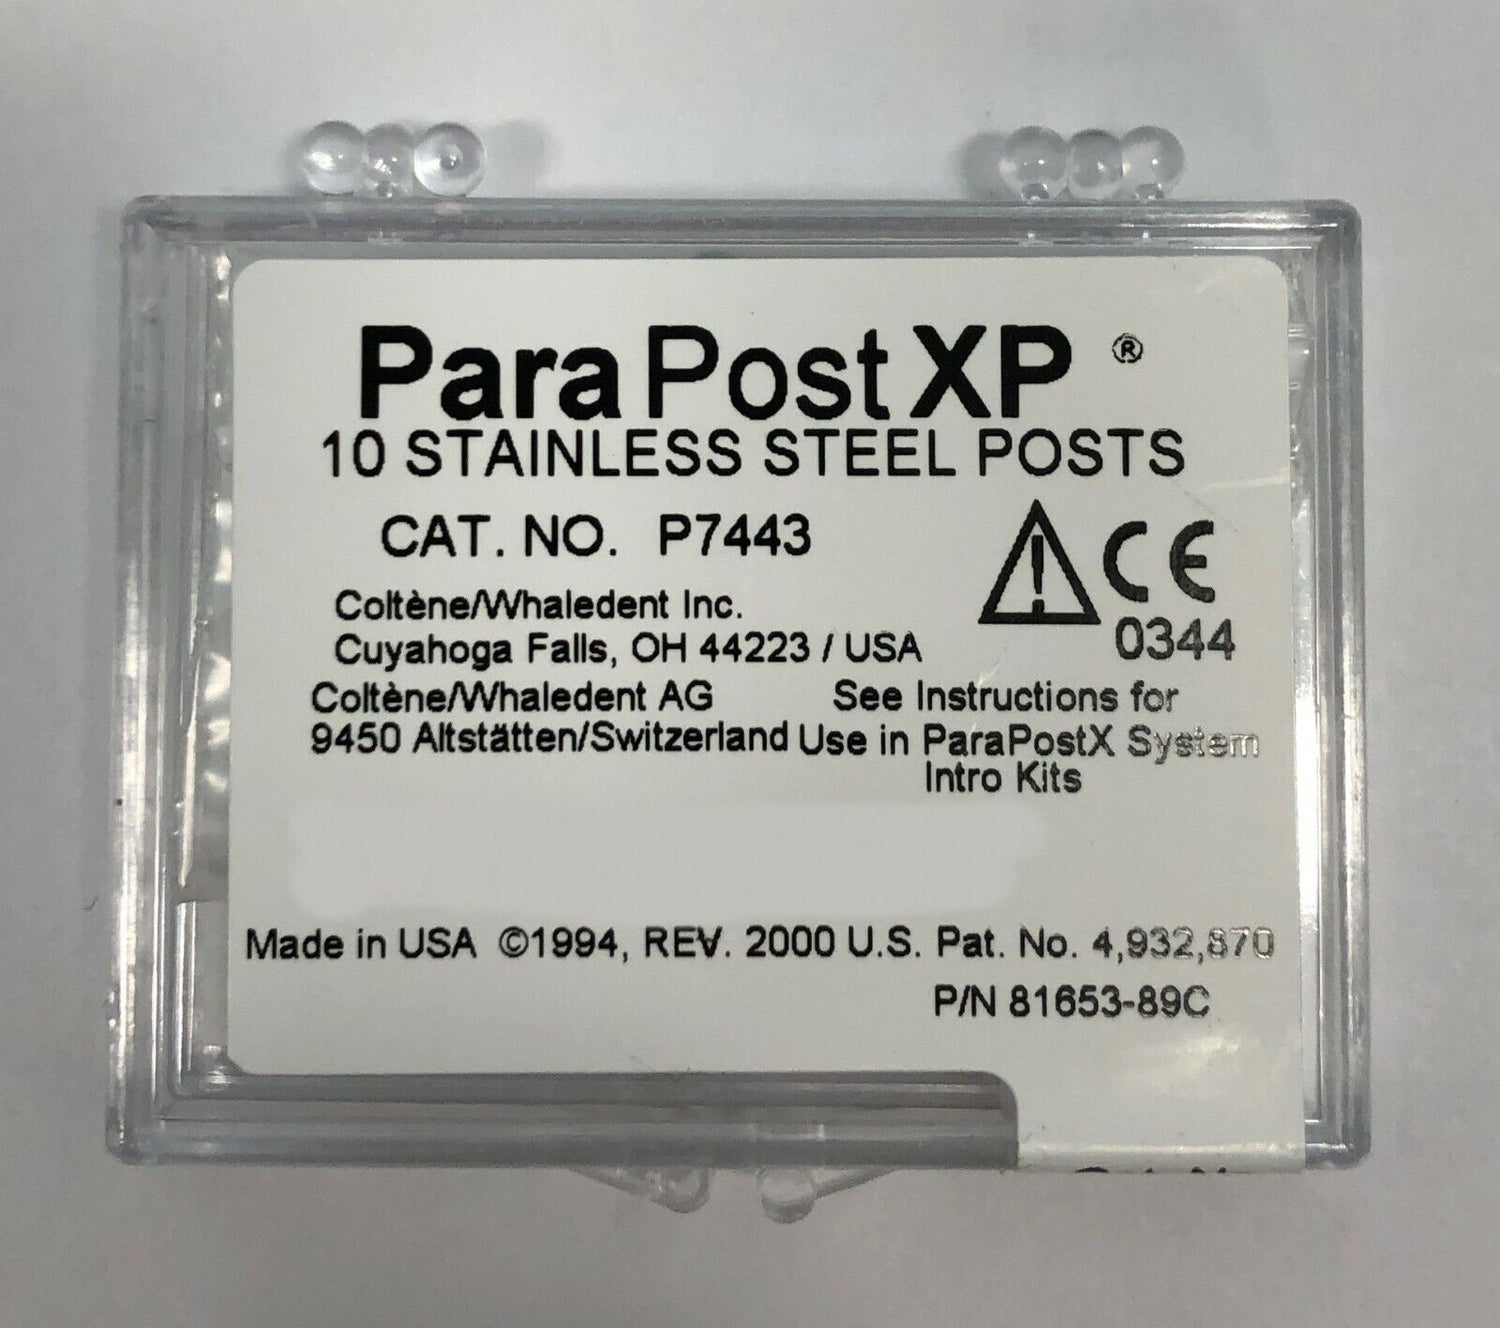 Para Post XP ®
10 STAINLESS STEEL POSTS
CAT. NO. P7443
CE
0344
Coltène/Whaledent Inc.
Cuyahoga Falls, OH 44223 / USA
Coltène/Whaledent AG
9450 Altstätten/Switzerland
See Instructions for
Use in ParaPostX System
Intro Kits
Made in USA ©1994, REV. 2000 U.S. Pat. No. 4,932,870
P/N 81653-89C